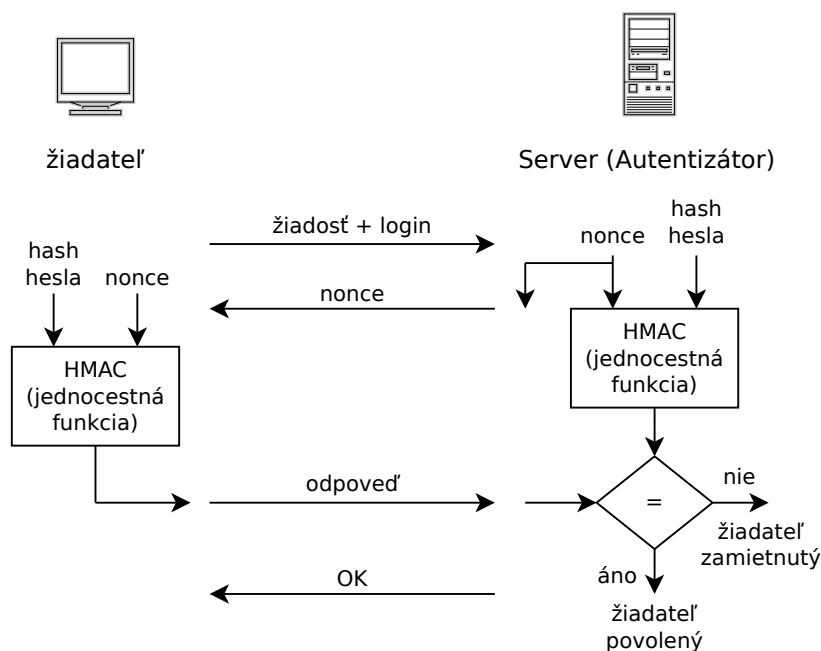 žiadateľ
Server (Autentizátor)
žiadosť + login
hash
hesla
nonce
hash
hesla
nonce
nonce
HMAC
(jednocestná
funkcia)
HMAC
(jednocestná
funkcia)
odpoveď
=
nie
žiadateľ
zamietnutý
OK
áno
žiadateľ
povolený